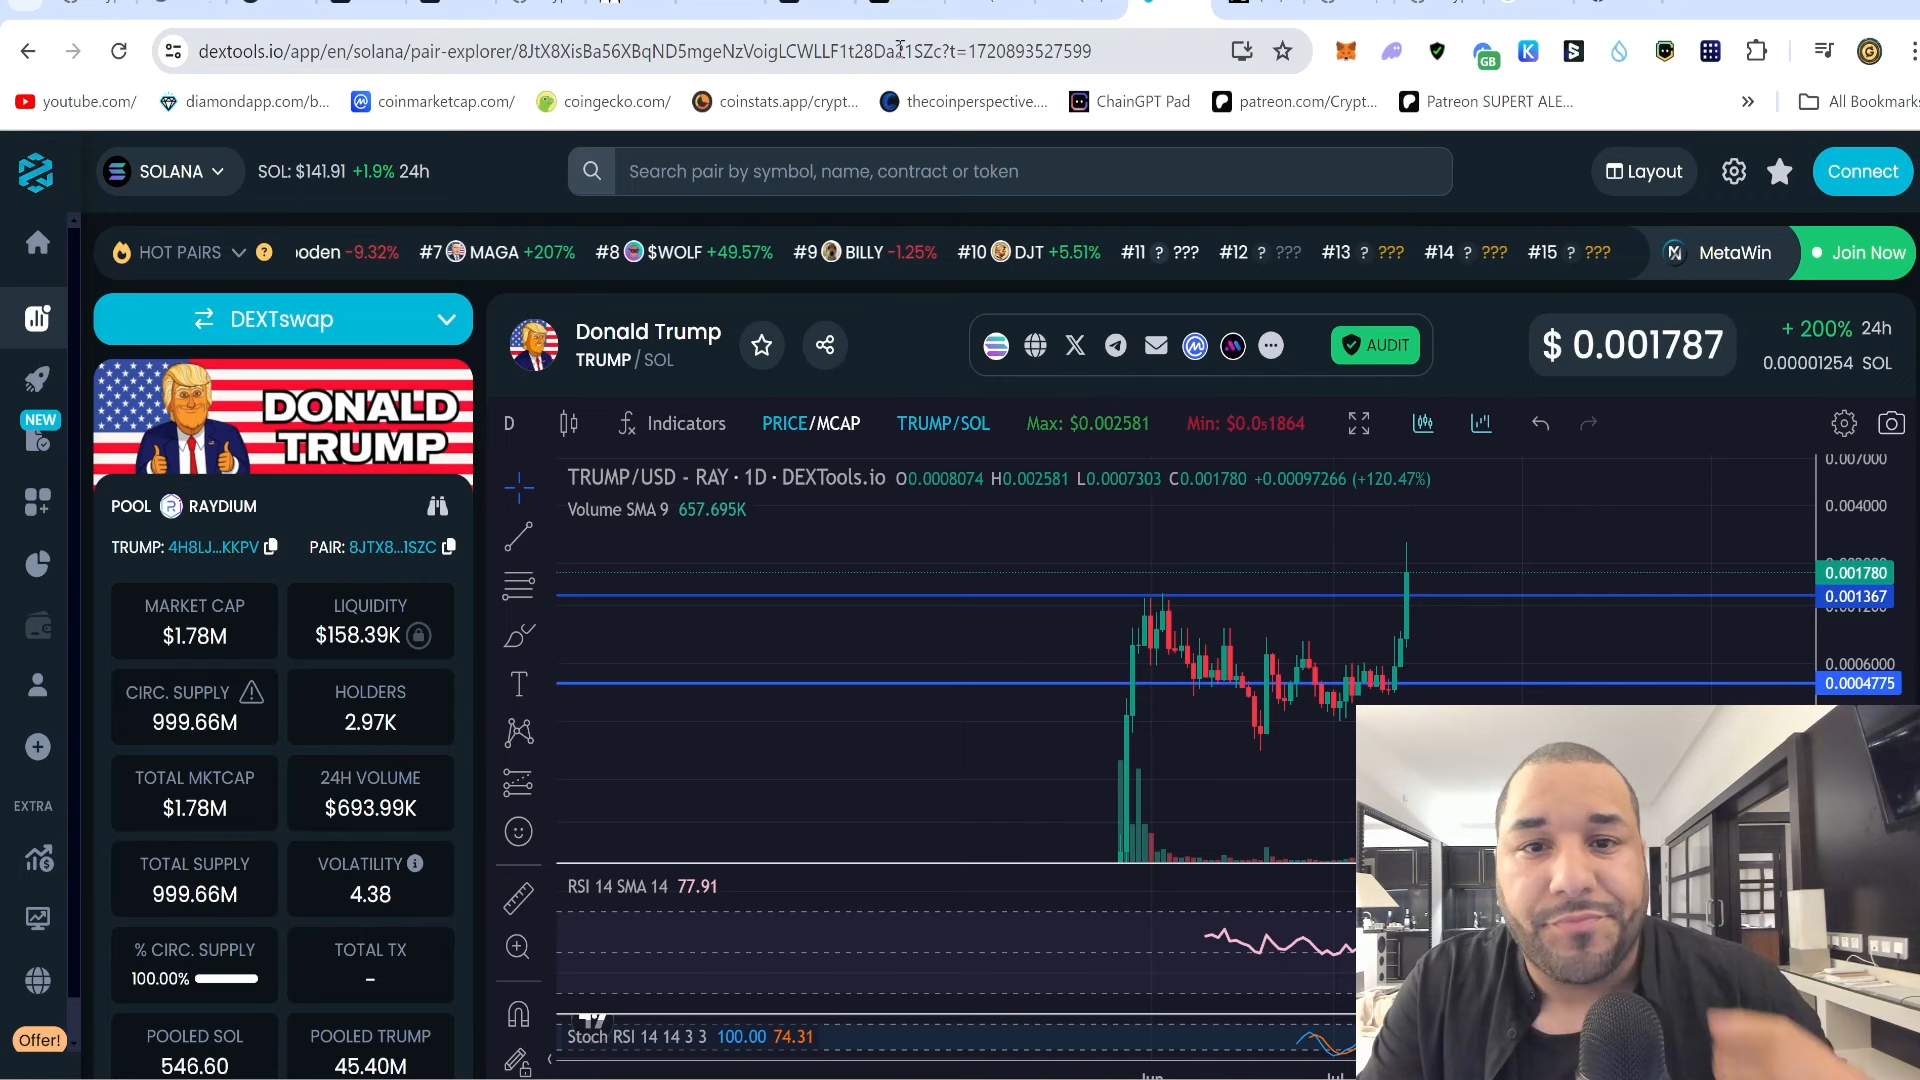 dextools.io/app/en/solana/pair-explorer/8JtX8XisBa56XBqND5mgeNzVoigLCWLLF1t28Da21SZc?t=1720893527599
GB
youtube.com/ diamondapp.com/b... coinmarketcap.com/ coingecko.com/ coinstats.app/crypt... thecoinperspective.... ChainGPT Pad patreon.com/Crypt... Patreon SUPERT ALE... » All Bookmarks
SOLANA SOL: $141.91 +1.9% 24h Search pair by symbol, name, contract or token Layout Connect
HOT PAIRS ? ooden -9.32% #7 MAGA +207% #8 $WOLF +49.57% #9 BILLY -1.25% #10 DJT +5.51% #11 ? ??? #12 ? ??? #13 ? ??? #14 ? ??? #15 ? ??? MetaWin Join Now
DEXTswap
Donald Trump
TRUMP / SOL
AUDIT
$ 0.001787
+ 200% 24h
0.00001254 SOL
DONALD
TRUMP
NEW
D Indicators PRICE/MCAP TRUMP/SOL Max: $0.002581 Min: $0.0₅1864
TRUMP/USD - RAY · 1D · DEXTools.io O0.0008074 H0.002581 L0.0007303 C0.001780 +0.00097266 (+120.47%)
Volume SMA 9 657.695K
0.007000
0.004000
0.001780
0.001367
0.0006000
0.0004775
POOL RAYDIUM
TRUMP: 4H8LJ...KKPV PAIR: 8JTX8...1SZC
MARKET CAP
$1.78M
LIQUIDITY
$158.39K
CIRC. SUPPLY
999.66M
HOLDERS
2.97K
TOTAL MKTCAP
$1.78M
24H VOLUME
$693.99K
TOTAL SUPPLY
999.66M
VOLATILITY
4.38
% CIRC. SUPPLY
100.00%
TOTAL TX
-
POOLED SOL
546.60
POOLED TRUMP
45.40M
EXTRA
Offer!
RSI 14 SMA 14 77.91
Stoch RSI 14 14 3 3 100.00 74.31
Jun Jul